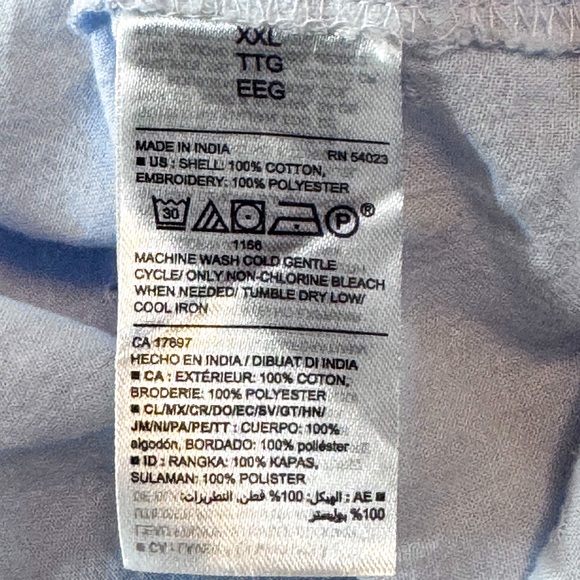 XXL
TTG
EEG
MADE IN INDIA RN 54023
■ US : SHELL: 100% COTTON,
EMBROIDERY: 100% POLYESTER
30 P®
1156
MACHINE WASH COLD GENTLE
CYCLE/ ONLY NON-CHLORINE BLEACH
WHEN NEEDED/ TUMBLE DRY LOW/
COOL IRON
CA 17897
HECHO EN INDIA / DIBUAT DI INDIA
■ CA : EXTÉRIEUR: 100% COTON,
BRODERIE: 100% POLYESTER
■ CL/MX/CR/DO/EC/SV/GT/HN/
JM/NI/PA/PE/TT : CUERPO: 100%
algodón, BORDADO: 100% poliéster
■ ID : RANGKA: 100% KAPAS,
SULAMAN: 100% POLISTER
■ AE : الهيكل: 100% قطن, التطريزات:
100% بوليستر